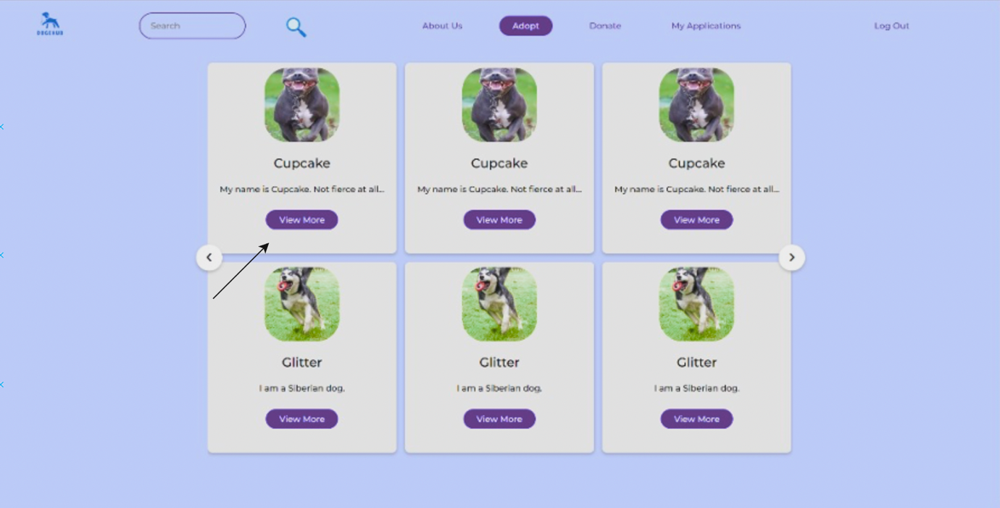 DOGEHUB
Search
About Us
Adopt
Donate
My Applications
Log Out
Cupcake
My name is Cupcake. Not fierce at all...
View More
Cupcake
My name is Cupcake. Not fierce at all...
View More
Cupcake
My name is Cupcake. Not fierce at all...
View More
Glitter
I am a Siberian dog.
View More
Glitter
I am a Siberian dog.
View More
Glitter
I am a Siberian dog.
View More